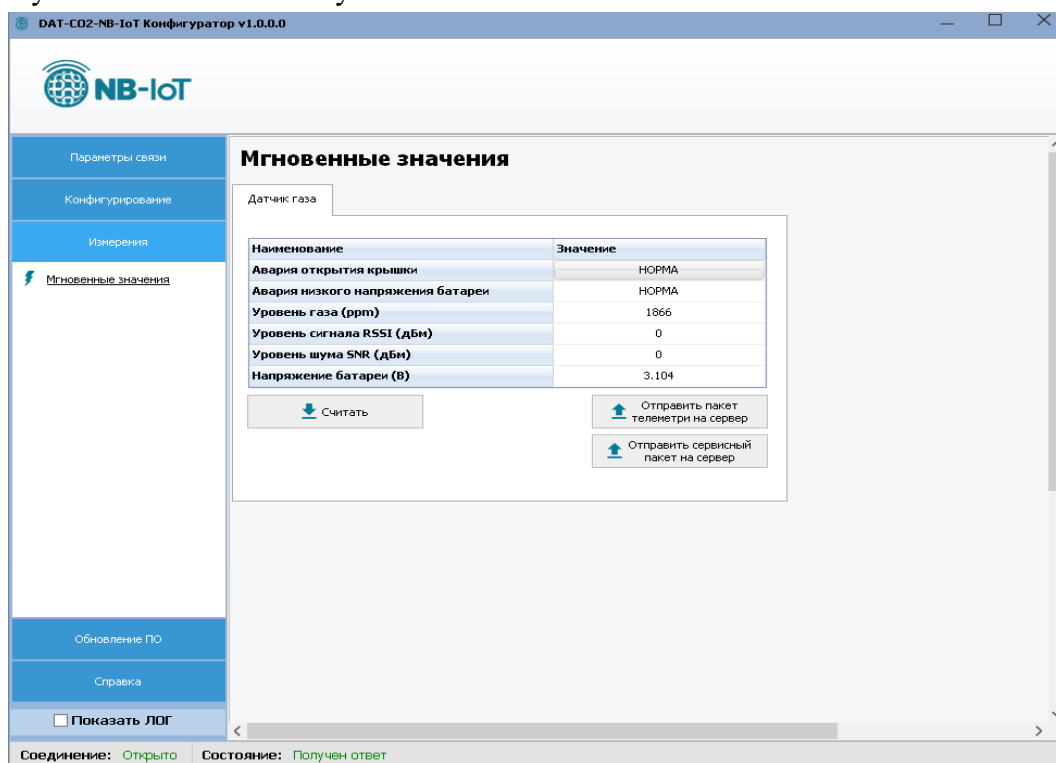 DAT-CO2-NB-IoT Конфигуратор v1.0.0.0
NB-IoT
Параметры связи
Конфигурирование
Измерения
Мгновенные значения
Обновление ПО
Справка
Показать ЛОГ
Мгновенные значения
Датчик газа
Наименование Значение
Авария открытия крышки НОРМА
Авария низкого напряжения батареи НОРМА
Уровень газа (ppm) 1866
Уровень сигнала RSSI (дБм) 0
Уровень шума SNR (дБм) 0
Напряжение батареи (В) 3.104
Считать
Отправить пакет
телеметри на сервер
Отправить сервисный
пакет на сервер
Соединение: Открыто Состояние: Получен ответ